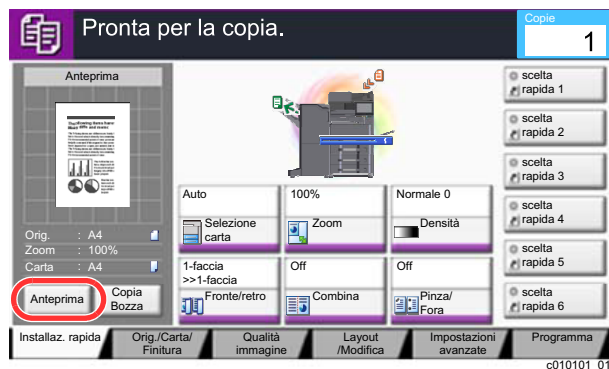 Pronta per la copia.
Copie
1
Anteprima
Orig. : A4
Zoom : 100%
Carta : A4
Anteprima
Copia
Bozza
Auto
Selezione
carta
100%
Zoom
Normale 0
Densità
1-faccia
>>1-faccia
Fronte/retro
Off
Combina
Off
Pinza/
Fora
scelta
rapida 1
scelta
rapida 2
scelta
rapida 3
scelta
rapida 4
scelta
rapida 5
scelta
rapida 6
Installaz. rapida
Orig./Carta/
Finitura
Qualità
immagine
Layout
/Modifica
Impostazioni
avanzate
Programma
c010101_01